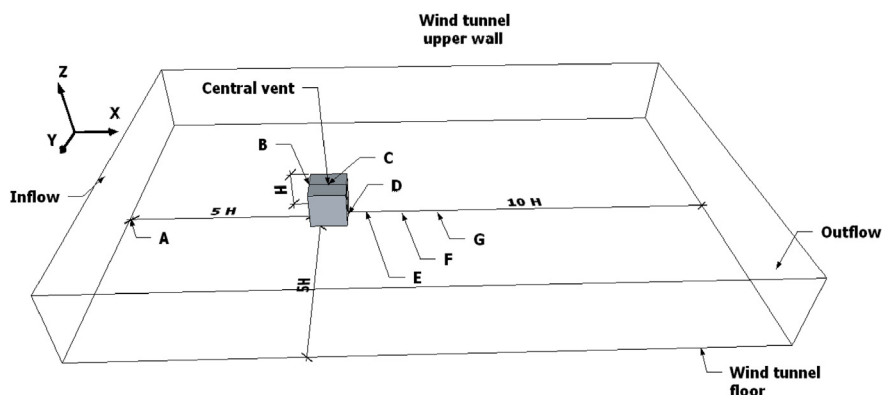 Wind tunnel
upper wall
Z
X
Y
Central vent
B
C
H
D
Inflow
5 H
10 H
A
E
F
G
Outflow
5H
Wind tunnel
floor